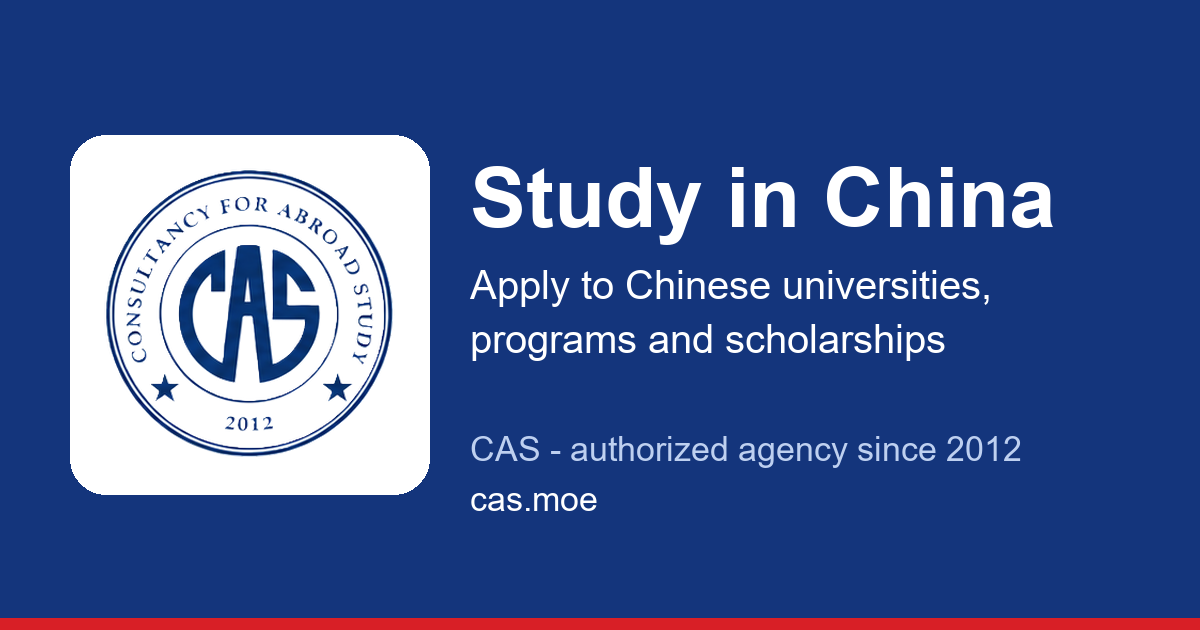 CONSULTANCY FOR ABROAD STUDY
CAS
2012
Study in China
Apply to Chinese universities,
programs and scholarships
CAS - authorized agency since 2012
cas.moe